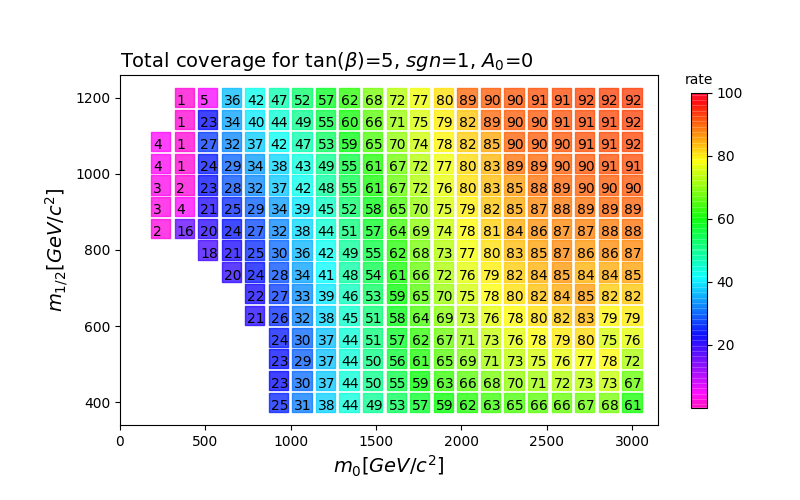 Total coverage for tan(β)=5, sgn=1, A₀=0
rate
1200
1000
800
600
400
m₁/₂[GeV/c²]
1 5 36 42 47 52 57 62 68 72 77 80 89 90 90 91 91 92 92 92
1 23 34 40 44 49 55 60 66 71 75 79 82 89 90 90 91 91 91 92
4 1 27 32 37 42 47 53 59 65 70 74 78 82 85 90 90 91 91 92
4 1 24 29 34 38 43 49 55 61 67 72 77 80 83 89 89 90 90 91 91
3 2 23 28 32 37 42 48 55 61 67 72 76 80 83 85 88 89 90 90 90
3 4 21 25 29 34 39 45 52 58 65 70 75 79 82 85 87 88 89 89 89
2 16 20 24 27 32 38 44 51 57 64 69 74 78 81 84 86 87 87 88 88
18 21 25 30 36 42 49 55 62 68 73 77 80 83 85 87 86 86 87
20 24 28 34 41 48 54 61 66 72 76 79 82 84 85 84 84 85
22 27 33 39 46 53 59 65 70 75 78 80 82 84 85 82 82
21 26 32 38 45 51 58 64 69 73 76 78 80 82 83 79 79
24 30 37 44 51 57 62 67 71 73 76 78 79 80 75 76
23 29 37 44 50 56 61 65 69 71 73 75 76 77 78 72
23 30 37 44 50 55 59 63 66 68 70 71 72 73 73 67
25 31 38 44 49 53 57 59 62 63 65 66 66 67 68 61
0 500 1000 1500 2000 2500 3000
m₀[GeV/c²]
100
80
60
40
20